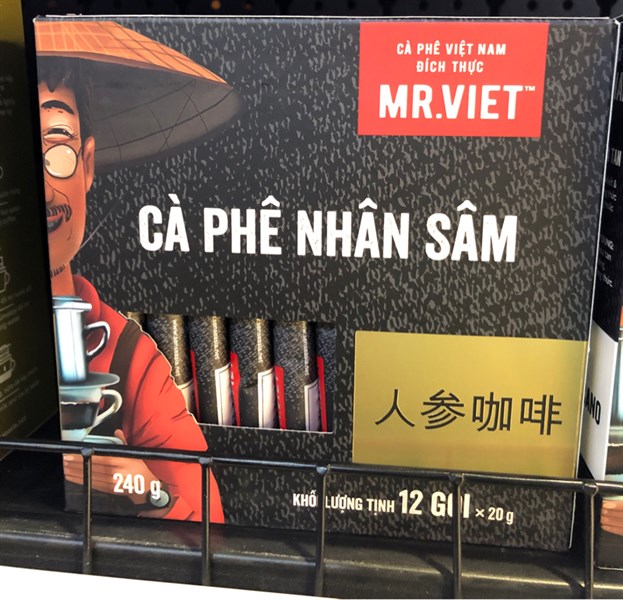 CÀ PHÊ VIỆT NAM
ĐÍCH THỰC
MR.VIET™
CÀ PHÊ NHÂN SÂM
人参咖啡
240 g
KHỐI LƯỢNG TỊNH 12 GÓI x 20 g